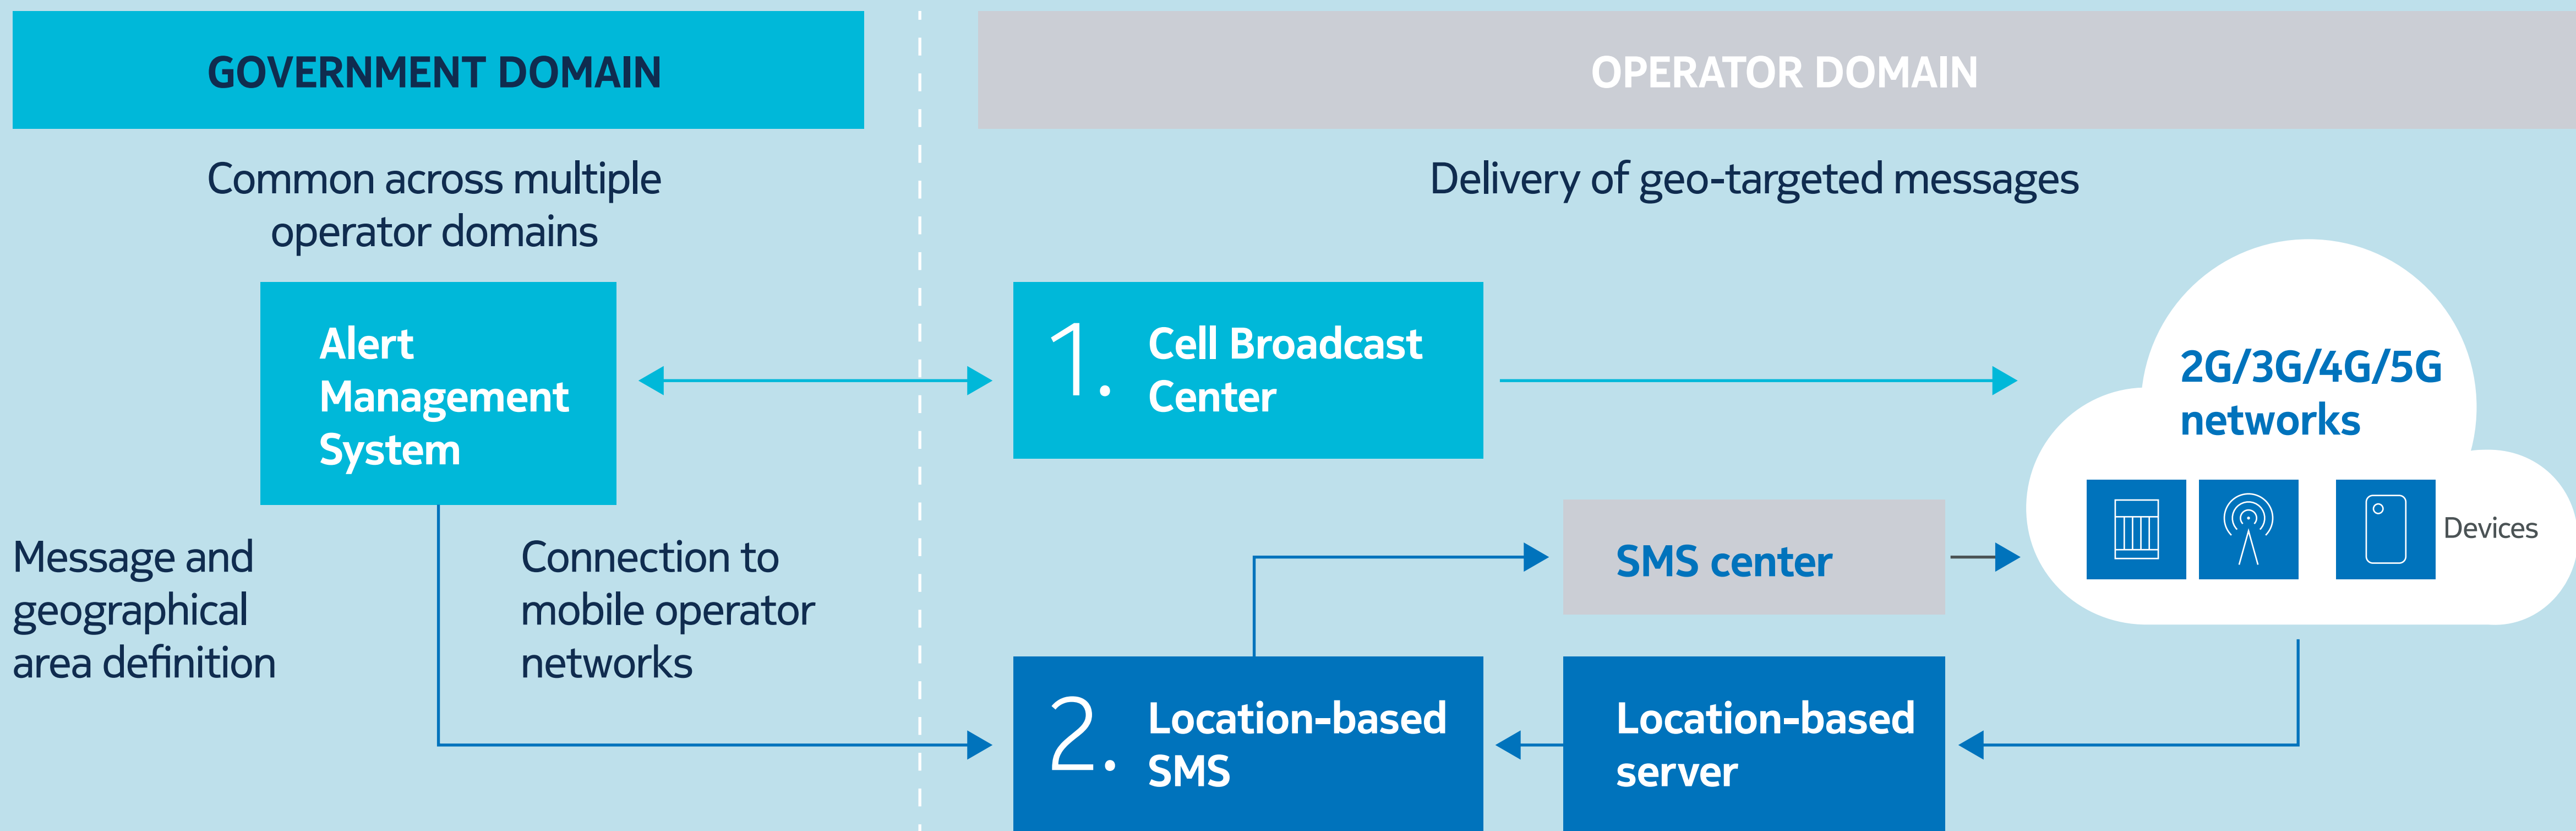 GOVERNMENT DOMAIN
OPERATOR DOMAIN
Common across multiple
operator domains
Delivery of geo-targeted messages
Alert
Management
System
1. Cell Broadcast
Center
2G/3G/4G/5G
networks
Devices
Message and
geographical
area definition
Connection to
mobile operator
networks
SMS center
2. Location-based
SMS
Location-based
server